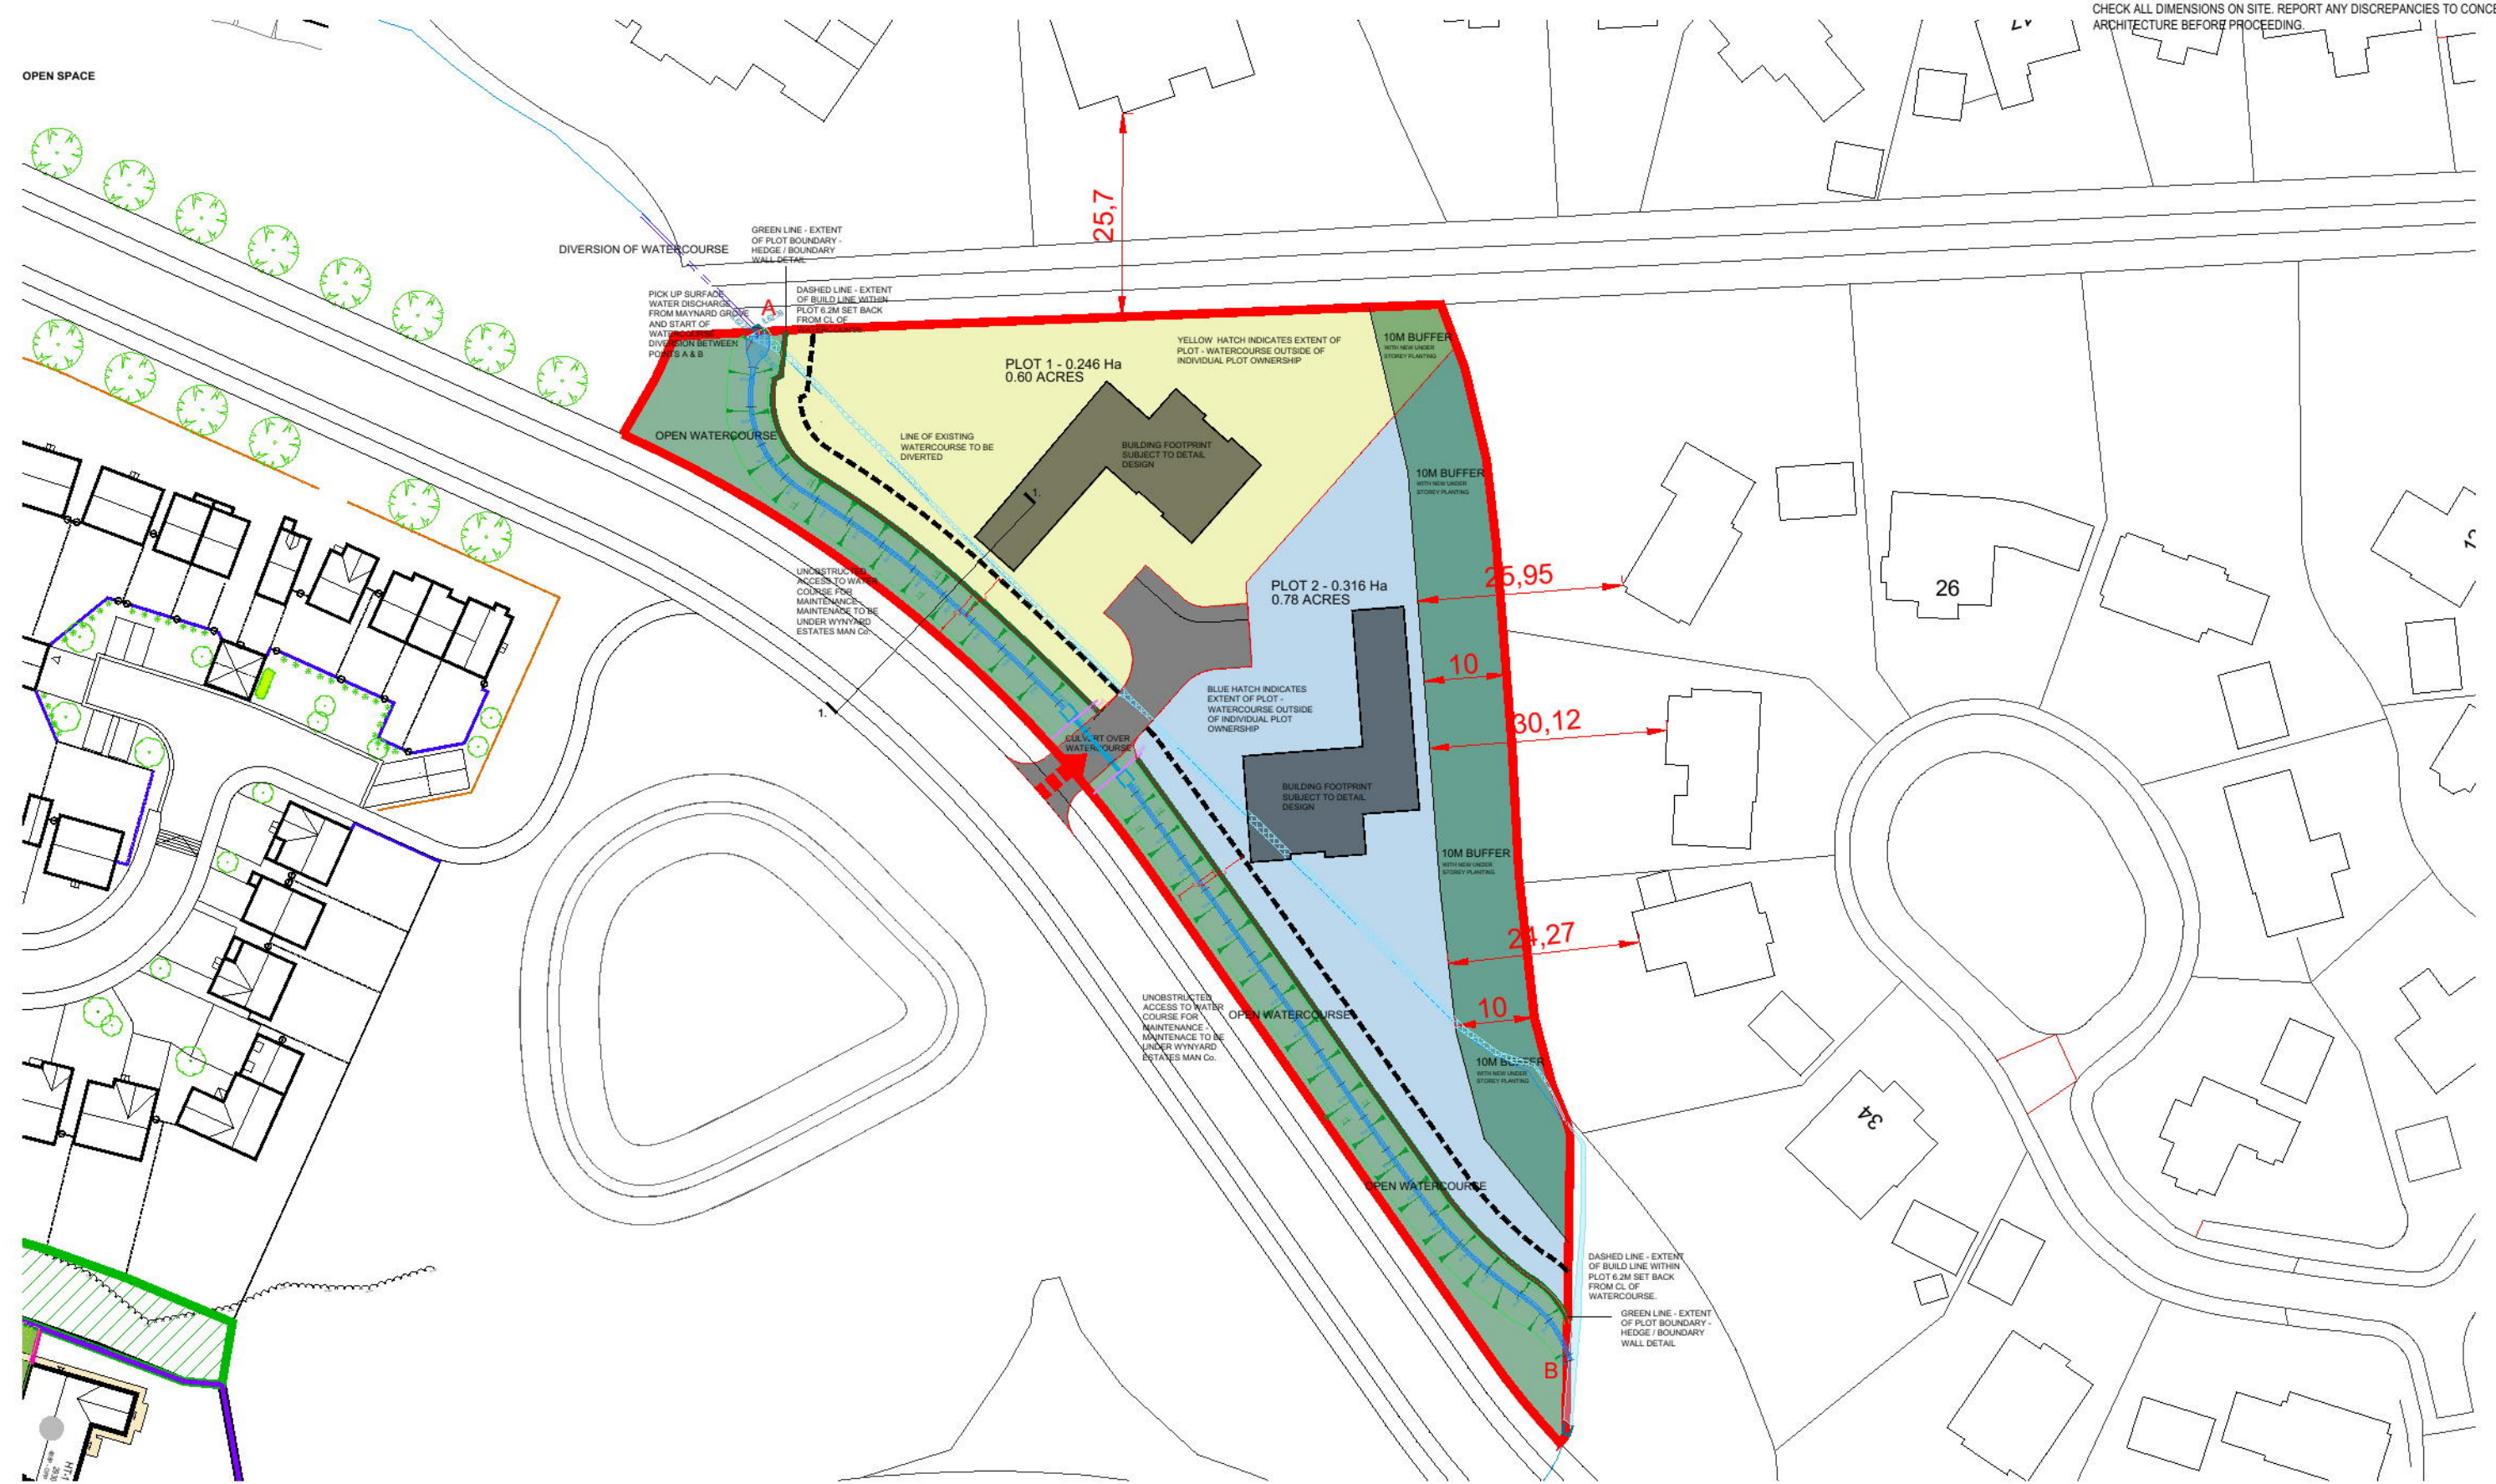 CHECK ALL DIMENSIONS ON SITE. REPORT ANY DISCREPANCIES TO CONCE
ARCHITECTURE BEFORE PROCEEDING.
OPEN SPACE
25,7
DIVERSION OF WATERCOURSE
GREEN LINE - EXTENT
OF PLOT BOUNDARY -
HEDGE / BOUNDARY
WALL DETAIL
PICK UP SURFACE
WATER DISCHARGE
FROM MAYNARD GROVE
AND START OF
WATERCOURSE
DIVERSION BETWEEN
POINTS A & B
A
DASHED LINE - EXTENT
OF BUILD LINE WITHIN
PLOT 6.2M SET BACK
FROM CL OF
WATERCOURSE.
PLOT 1 - 0.246 Ha
0.60 ACRES
YELLOW HATCH INDICATES EXTENT OF
PLOT - WATERCOURSE OUTSIDE OF
INDIVIDUAL PLOT OWNERSHIP
10M BUFFER
WITH NEW UNDER
STOREY PLANTING
OPEN WATERCOURSE
LINE OF EXISTING
WATERCOURSE TO BE
DIVERTED
BUILDING FOOTPRINT
SUBJECT TO DETAIL
DESIGN
10M BUFFER
WITH NEW UNDER
STOREY PLANTING
1.
UNOBSTRUCTED
ACCESS TO WATER
COURSE FOR
MAINTENANCE -
MAINTENACE TO BE
UNDER WYNYARD
ESTATES MAN Co.
PLOT 2 - 0.316 Ha
0.78 ACRES
25,95
26
10
BLUE HATCH INDICATES
EXTENT OF PLOT -
WATERCOURSE OUTSIDE
OF INDIVIDUAL PLOT
OWNERSHIP
1.
30,12
CULVERT OVER
WATERCOURSE
BUILDING FOOTPRINT
SUBJECT TO DETAIL
DESIGN
10M BUFFER
WITH NEW UNDER
STOREY PLANTING
24,27
UNOBSTRUCTED
ACCESS TO WATER
COURSE FOR
MAINTENANCE -
MAINTENACE TO BE
UNDER WYNYARD
ESTATES MAN Co.
OPEN WATERCOURSE
10
10M BUFFER
WITH NEW UNDER
STOREY PLANTING
34
OPEN WATERCOURSE
DASHED LINE - EXTENT
OF BUILD LINE WITHIN
PLOT 6.2M SET BACK
FROM CL OF
WATERCOURSE.
GREEN LINE - EXTENT
OF PLOT BOUNDARY -
HEDGE / BOUNDARY
WALL DETAIL
B